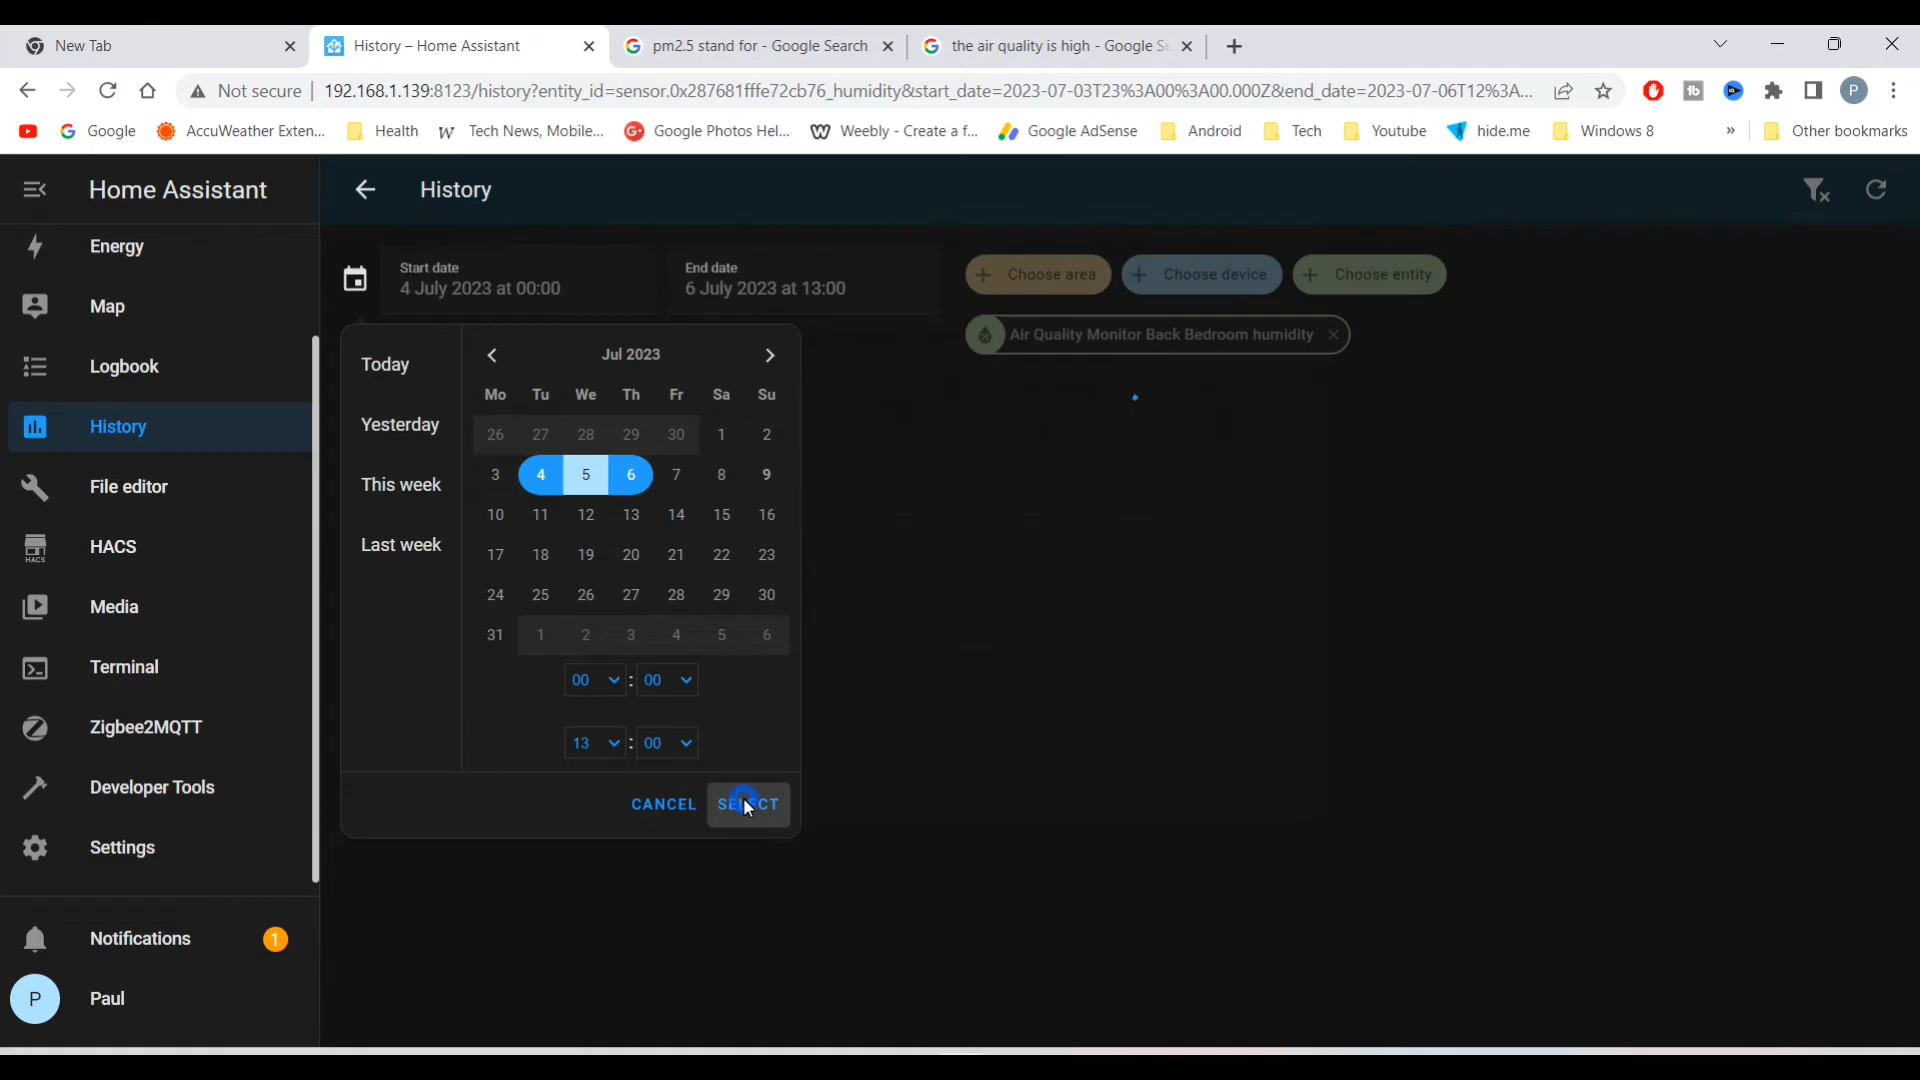 New Tab
History – Home Assistant
pm2.5 stand for - Google Search
the air quality is high - Google Se
Not secure
192.168.1.139:8123/history?entity_id=sensor.0x287681fffe72cb76_humidity&start_date=2023-07-03T23%3A00%3A00.000Z&end_date=2023-07-06T12%3A...
P
Google
AccuWeather Exten...
Health
Tech News, Mobile...
Google Photos Hel...
Weebly - Create a f...
Google AdSense
Android
Tech
Youtube
hide.me
Windows 8
»
Other bookmarks
Home Assistant
History
Energy
Map
Logbook
History
File editor
HACS
Media
Terminal
Zigbee2MQTT
Developer Tools
Settings
Notifications 1
P Paul
Start date
4 July 2023 at 00:00
End date
6 July 2023 at 13:00
+ Choose area
+ Choose device
+ Choose entity
Air Quality Monitor Back Bedroom humidity
Today
Yesterday
This week
Last week
Jul 2023
Mo Tu We Th Fr Sa Su
26 27 28 29 30 1 2
3 4 5 6 7 8 9
10 11 12 13 14 15 16
17 18 19 20 21 22 23
24 25 26 27 28 29 30
31 1 2 3 4 5 6
00 : 00
13 : 00
CANCEL
SELECT